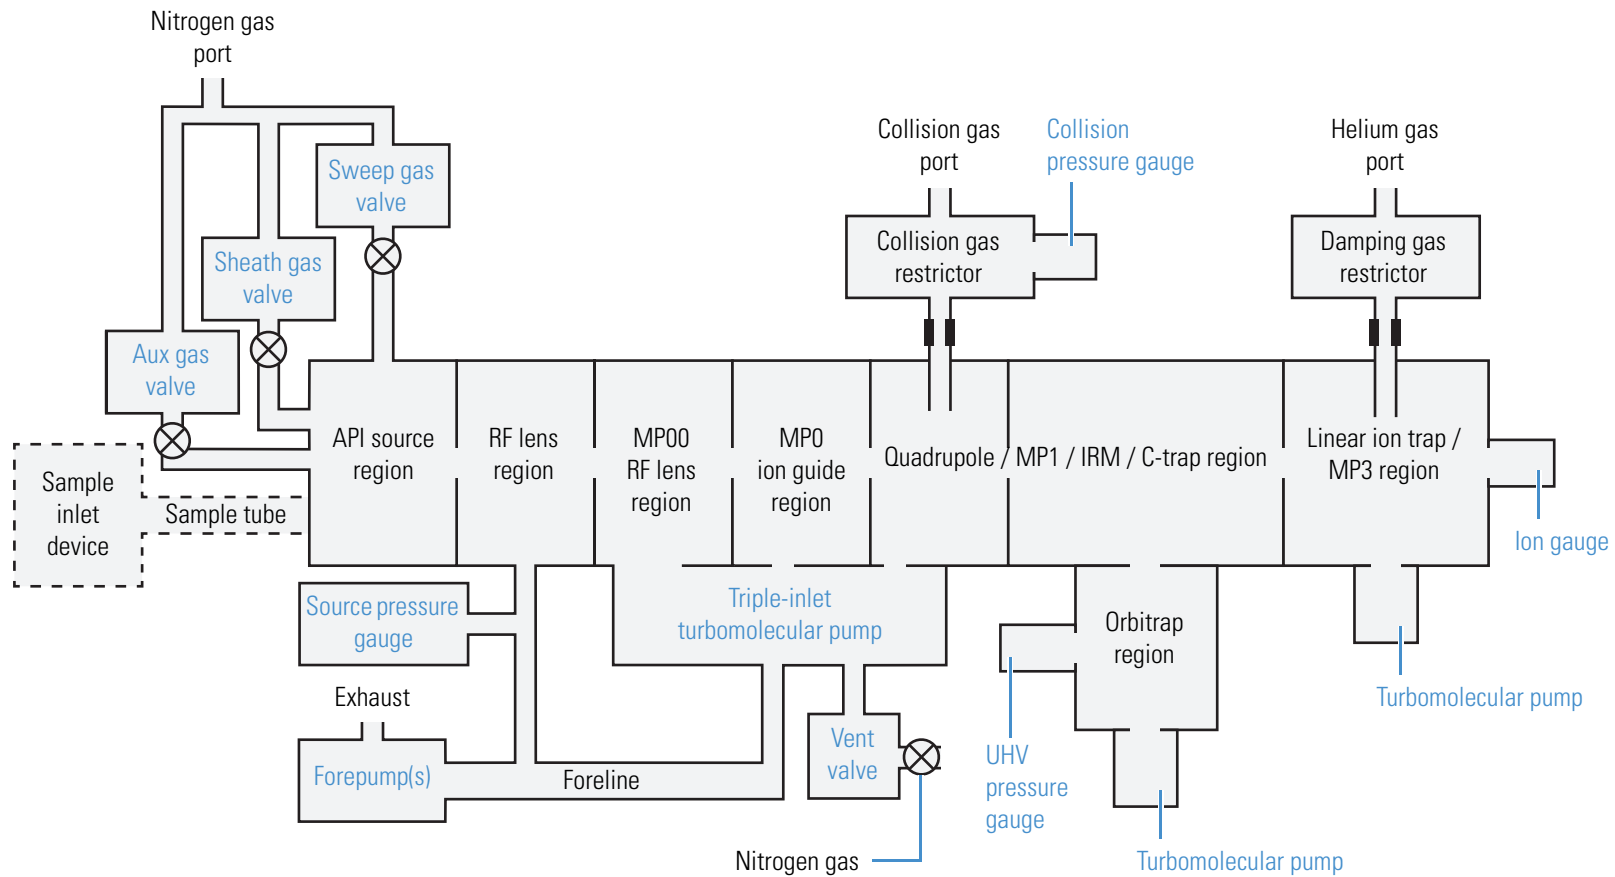 Nitrogen gas
port
Sweep gas
valve
Sheath gas
valve
Aux gas
valve
Collision gas
port
Collision
pressure gauge
Helium gas
port
Collision gas
restrictor
Damping gas
restrictor
Sample
inlet
device
Sample tube
API source
region
RF lens
region
MP00
RF lens
region
MP0
ion guide
region
Quadrupole / MP1 / IRM / C-trap region
Linear ion trap /
MP3 region
Ion gauge
Source pressure
gauge
Triple-inlet
turbomolecular pump
Orbitrap
region
Turbomolecular pump
Exhaust
Forepump(s)
Foreline
Vent
valve
UHV
pressure
gauge
Nitrogen gas
Turbomolecular pump